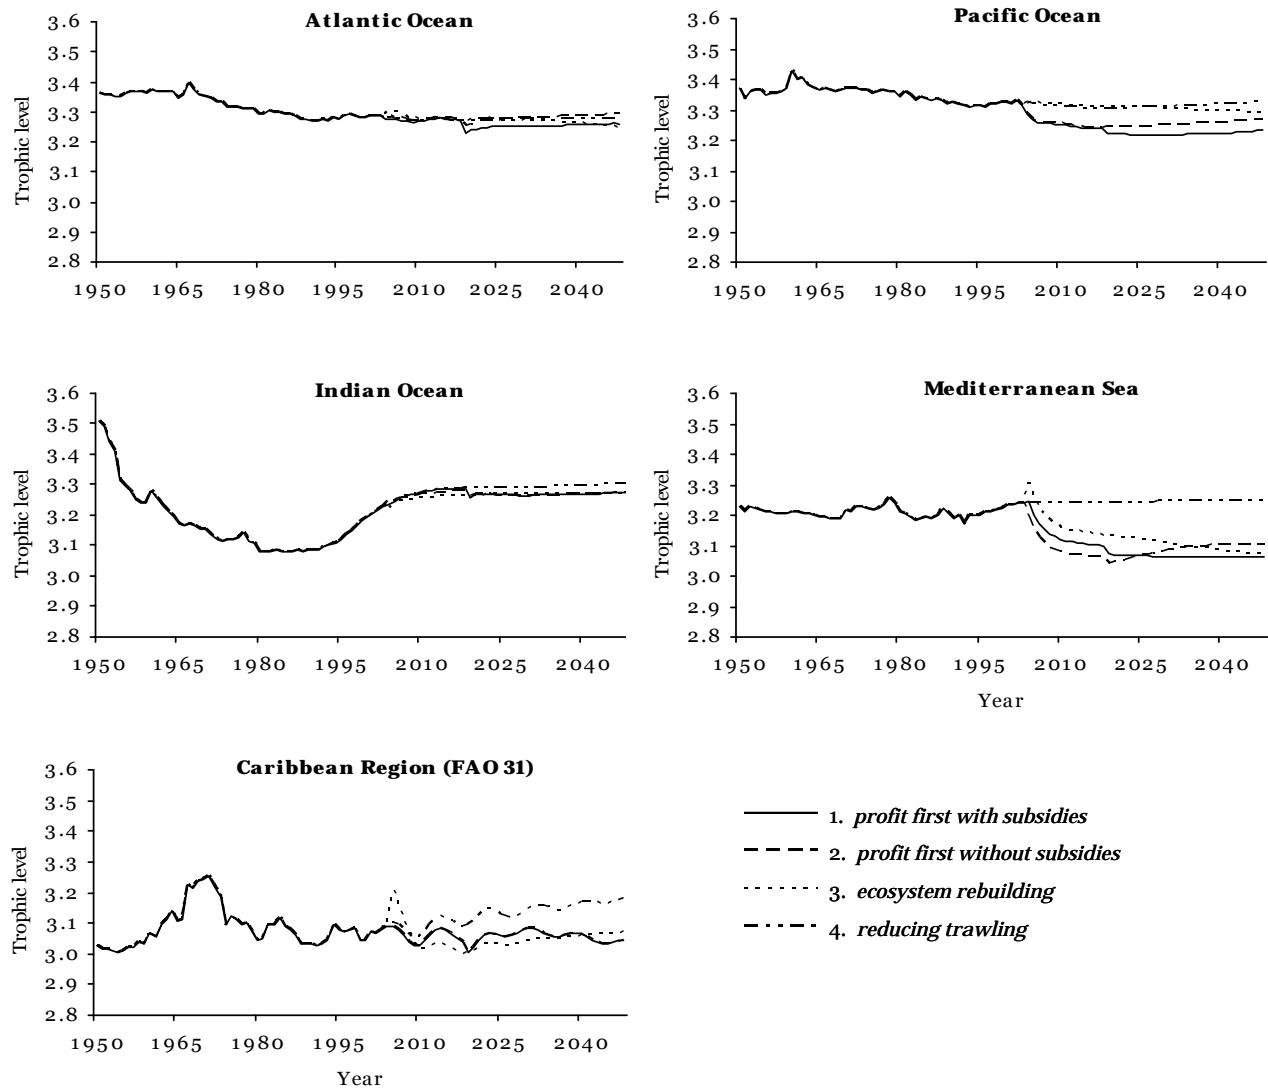 Atlantic Ocean
Trophic level
3.6
3.5
3.4
3.3
3.2
3.1
3.0
2.9
2.8
1950 1965 1980 1995 2010 2025 2040
Pacific Ocean
Trophic level
3.6
3.5
3.4
3.3
3.2
3.1
3.0
2.9
2.8
1950 1965 1980 1995 2010 2025 2040
Indian Ocean
Trophic level
3.6
3.5
3.4
3.3
3.2
3.1
3.0
2.9
2.8
1950 1965 1980 1995 2010 2025 2040
Mediterranean Sea
Trophic level
3.6
3.5
3.4
3.3
3.2
3.1
3.0
2.9
2.8
1950 1965 1980 1995 2010 2025 2040
Year
Caribbean Region (FAO 31)
Trophic level
3.6
3.5
3.4
3.3
3.2
3.1
3.0
2.9
2.8
1950 1965 1980 1995 2010 2025 2040
Year
1. profit first with subsidies
2. profit first without subsidies
3. ecosystem rebuilding
4. reducing trawling